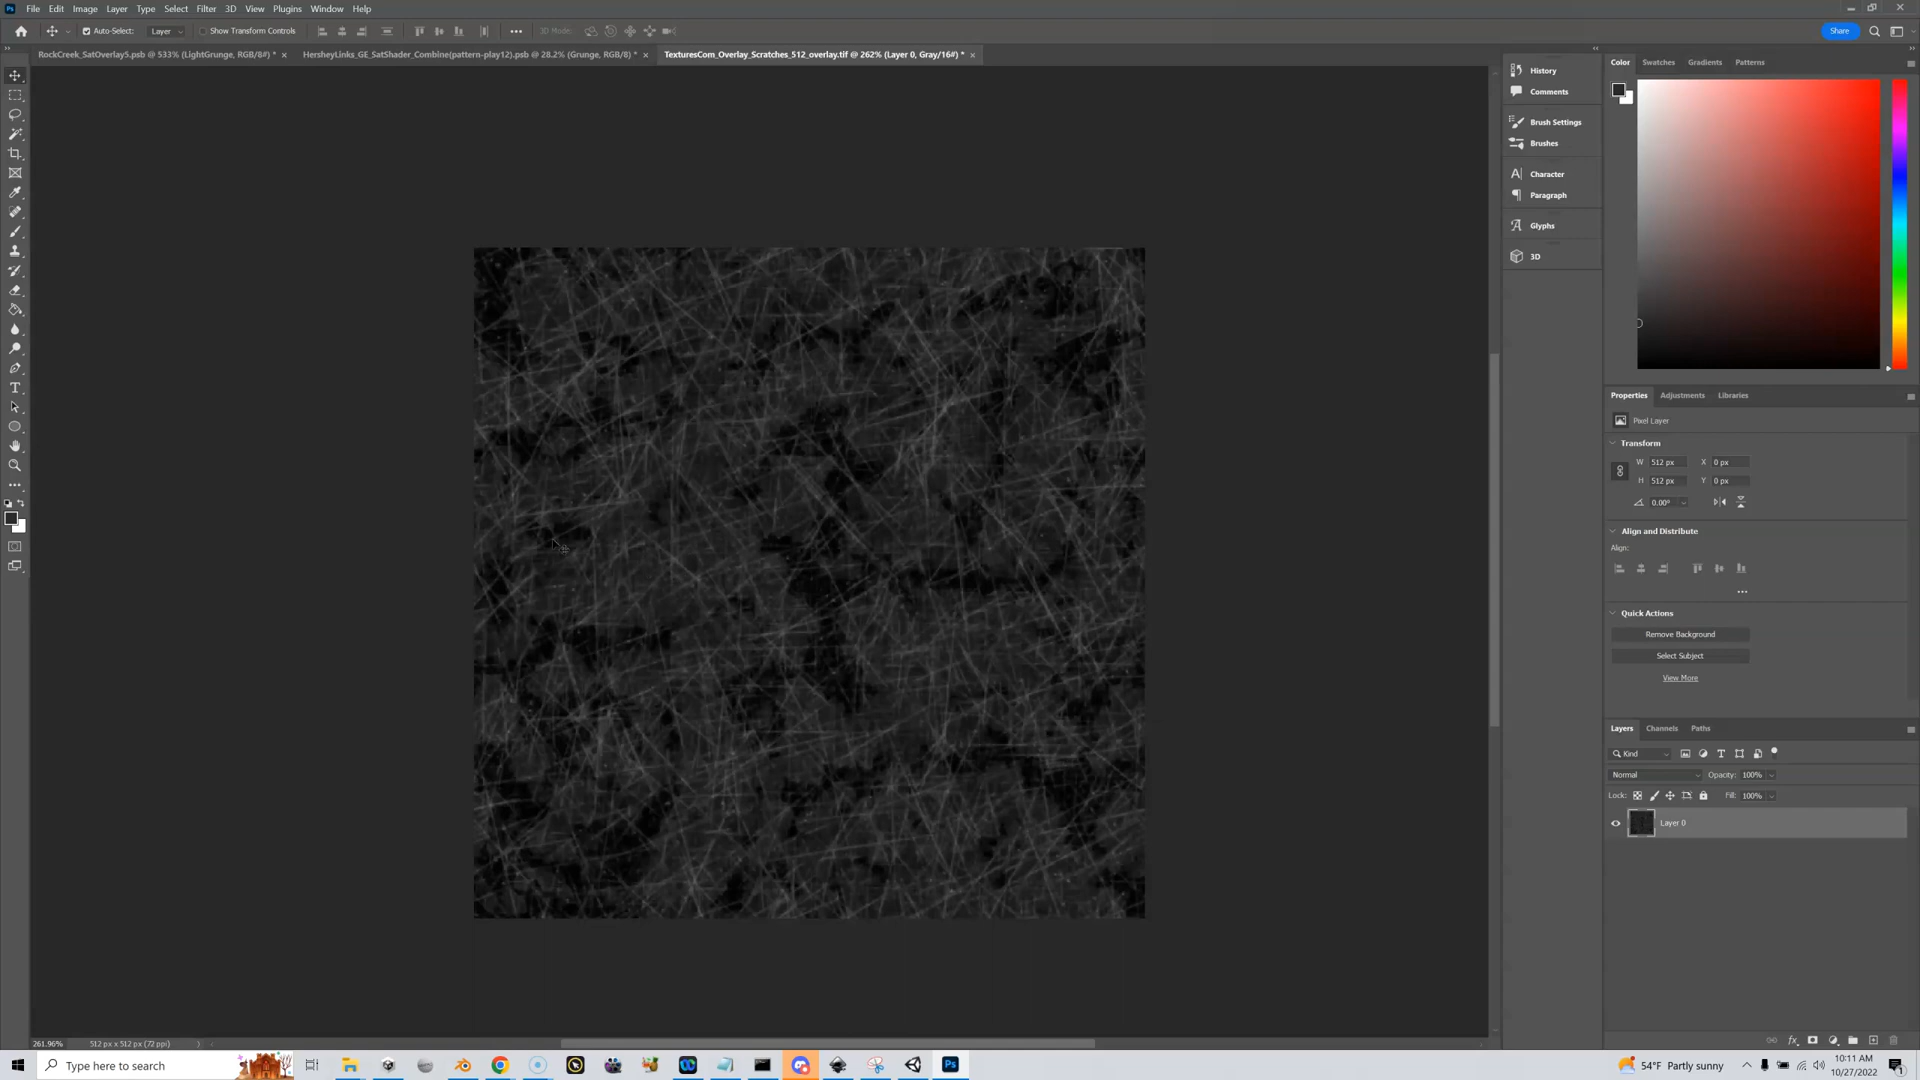 File Edit Image Layer Type Select Filter 3D View Plugins Window Help
Auto-Select: Layer Show Transform Controls 3D Mode: Share
RockCreek_SatOverlay5.psb @ 533% (LightGrunge, RGB/8#) * HersheyLinks_GE_SatShader_Combine(pattern-play12).psb @ 28.2% (Grunge, RGB/8) * TexturesCom_Overlay_Scratches_512_overlay.tif @ 262% (Layer 0, Gray/16#) *
History
Comments
Brush Settings
Brushes
Character
Paragraph
Glyphs
3D
Color Swatches Gradients Patterns
Properties Adjustments Libraries
Pixel Layer
Transform
W 512 px X 0 px
H 512 px Y 0 px
0.00°
Align and Distribute
Align:
Quick Actions
Remove Background
Select Subject
View More
Layers Channels Paths
Kind
Normal Opacity: 100%
Lock: Fill: 100%
Layer 0
261.96% 512 px x 512 px (72 ppi)
Type here to search
54°F Partly sunny
10:11 AM
10/27/2022